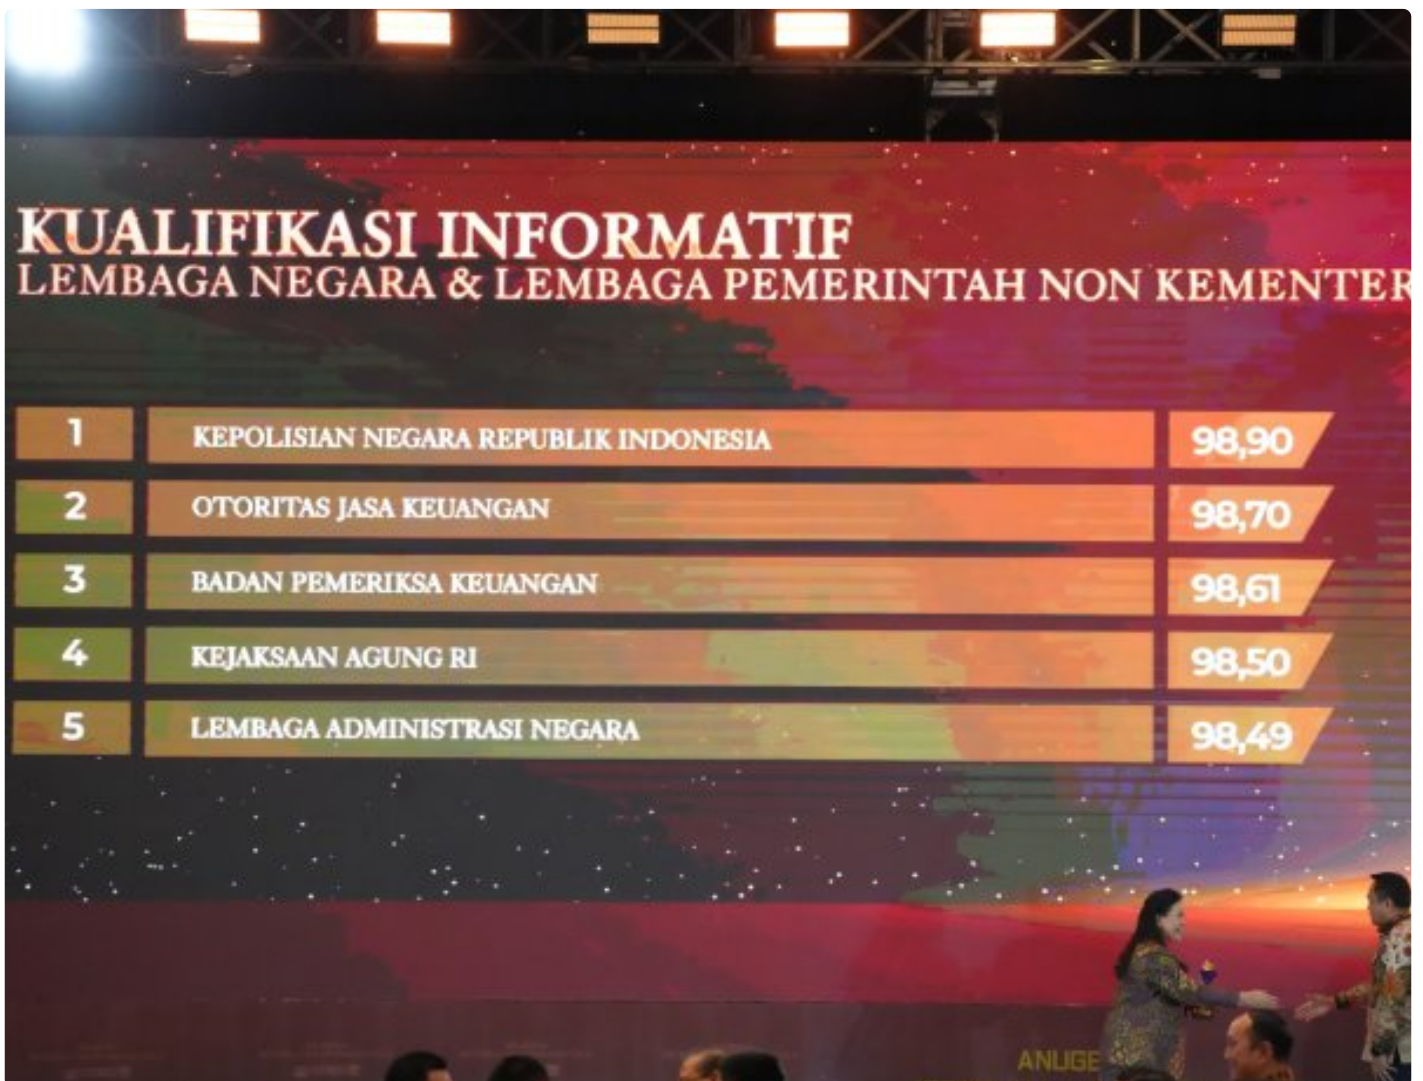 KUALIFIKASI INFORMATIF
LEMBAGA NEGARA & LEMBAGA PEMERINTAH NON KEMENTER
1 KEPOLISIAN NEGARA REPUBLIK INDONESIA 98,90
2 OTORITAS JASA KEUANGAN 98,70
3 BADAN PEMERIKSA KEUANGAN 98,61
4 KEJAKSAAN AGUNG RI 98,50
5 LEMBAGA ADMINISTRASI NEGARA 98,49
ANUGE